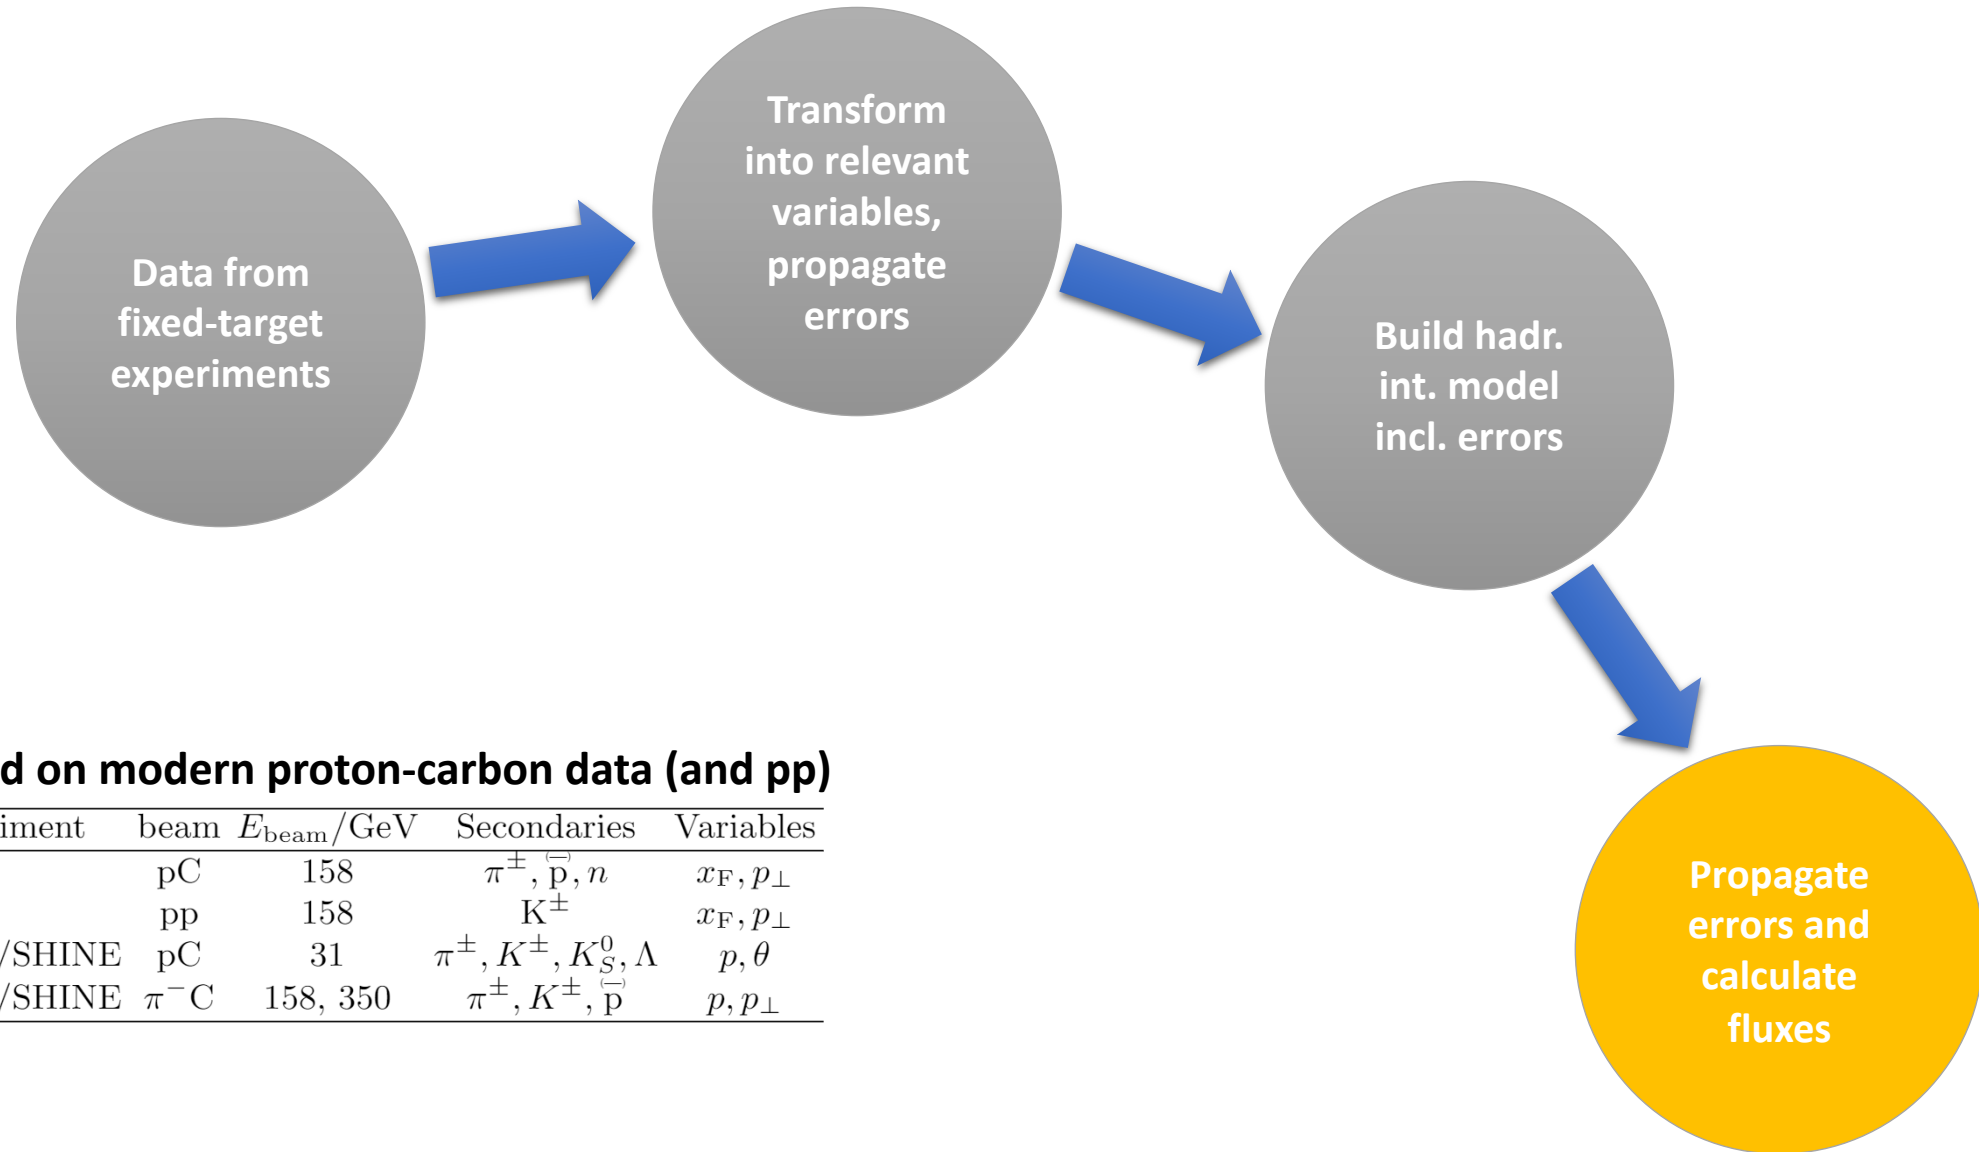 Data from
fixed-target
experiments
Transform
into relevant
variables,
propagate
errors
Build hadr.
int. model
incl. errors
Propagate
errors and
calculate
fluxes
d on modern proton-carbon data (and pp)
iment beam E_beam/GeV Secondaries Variables
pC 158 π^±, p^(—), n x_F, p_⊥
pp 158 K^± x_F, p_⊥
/SHINE pC 31 π^±, K^±, K^0_S, Λ p, θ
/SHINE π^−C 158, 350 π^±, K^±, p^(—) p, p_⊥